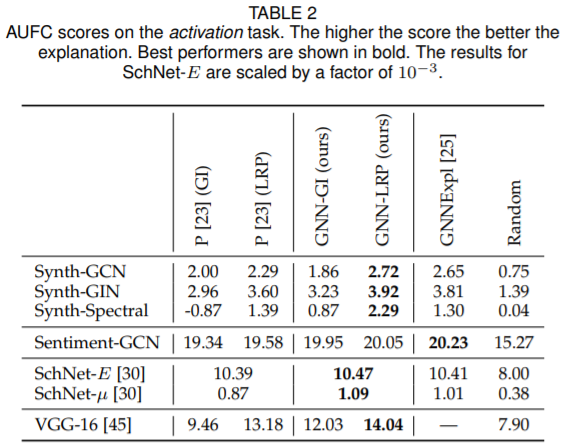 TABLE 2
AUFC scores on the activation task. The higher the score the better the
explanation. Best performers are shown in bold. The results for
SchNet-E are scaled by a factor of 10⁻³.
P [23] (GI) P [23] (LRP) GNN-GI (ours) GNN-LRP (ours) GNNExpl [25] Random
Synth-GCN 2.00 2.29 1.86 2.72 2.65 0.75
Synth-GIN 2.96 3.60 3.23 3.92 3.81 1.39
Synth-Spectral -0.87 1.39 0.87 2.29 1.30 0.04
Sentiment-GCN 19.34 19.58 19.95 20.05 20.23 15.27
SchNet-E [30] 10.39 10.47 10.41 8.00
SchNet-μ [30] 0.87 1.09 1.01 0.38
VGG-16 [45] 9.46 13.18 12.03 14.04 — 7.90